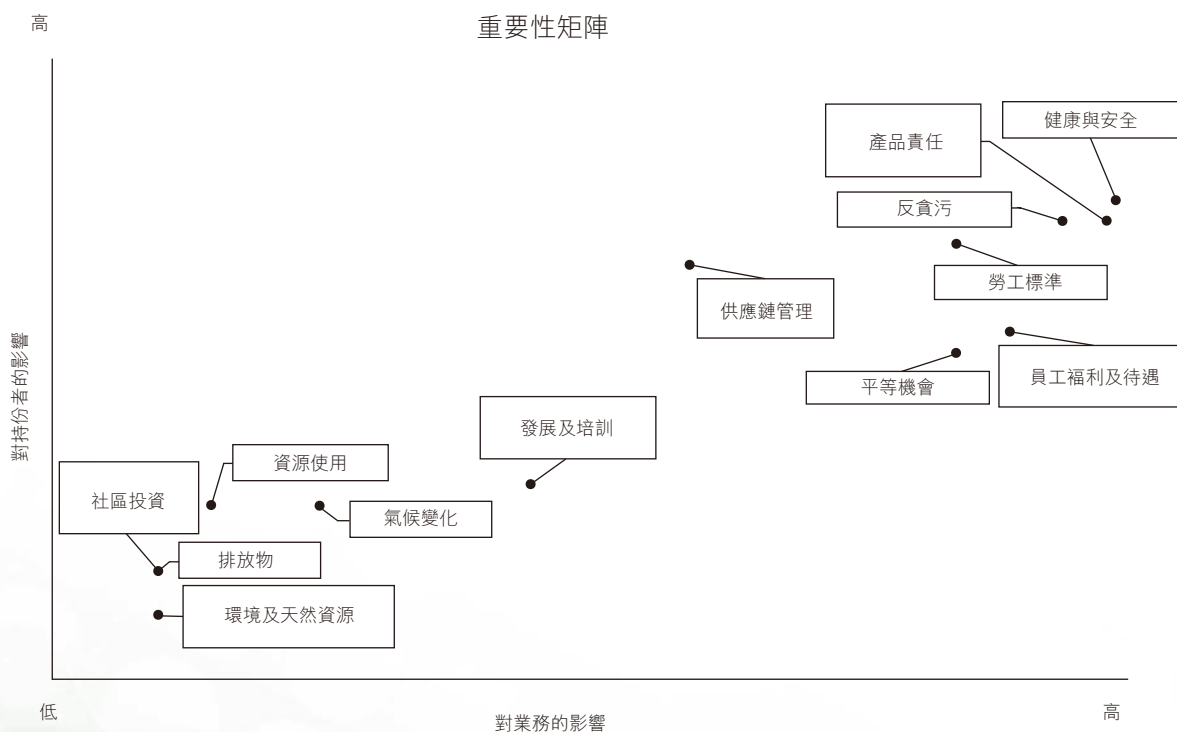 高
重要性矩陣
健康與安全
產品責任
反貪污
勞工標準
供應鏈管理
員工福利及待遇
平等機會
對持份者的影響
發展及培訓
資源使用
社區投資
氣候變化
排放物
環境及天然資源
低
對業務的影響
高